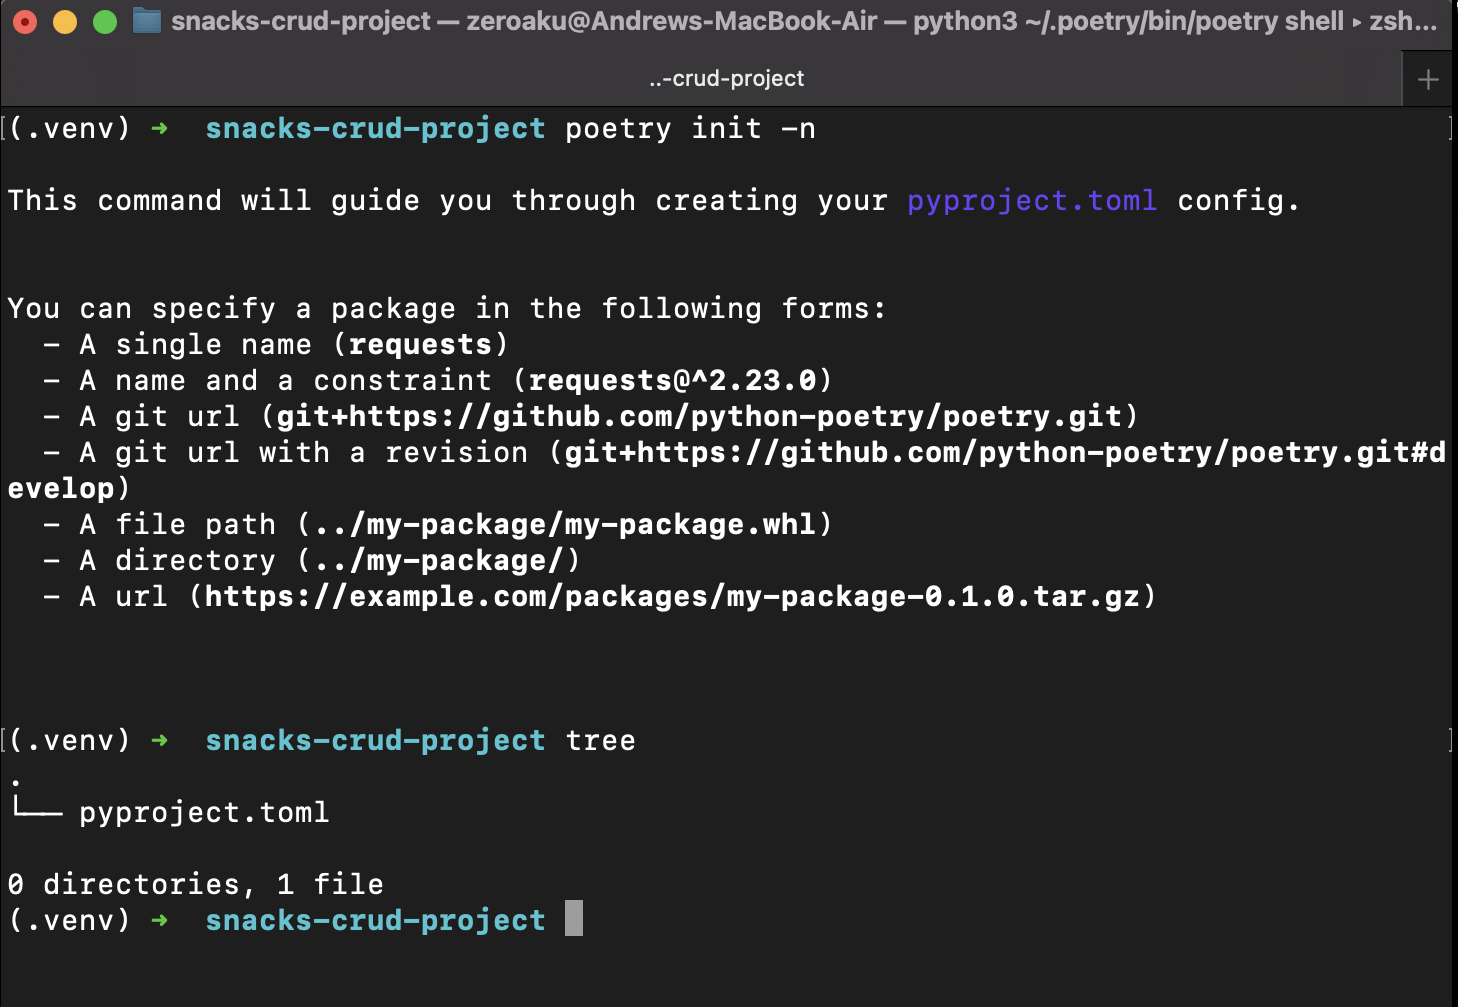 snacks-crud-project — zeroaku@Andrews-MacBook-Air — python3 ~/.poetry/bin/poetry shell ▸ zsh...
..-crud-project
(.venv) ➜ snacks-crud-project poetry init -n
This command will guide you through creating your pyproject.toml config.
You can specify a package in the following forms:
- A single name (requests)
- A name and a constraint (requests@^2.23.0)
- A git url (git+https://github.com/python-poetry/poetry.git)
- A git url with a revision (git+https://github.com/python-poetry/poetry.git#d
evelop)
- A file path (../my-package/my-package.whl)
- A directory (../my-package/)
- A url (https://example.com/packages/my-package-0.1.0.tar.gz)
(.venv) ➜ snacks-crud-project tree
.
└── pyproject.toml
0 directories, 1 file
(.venv) ➜ snacks-crud-project